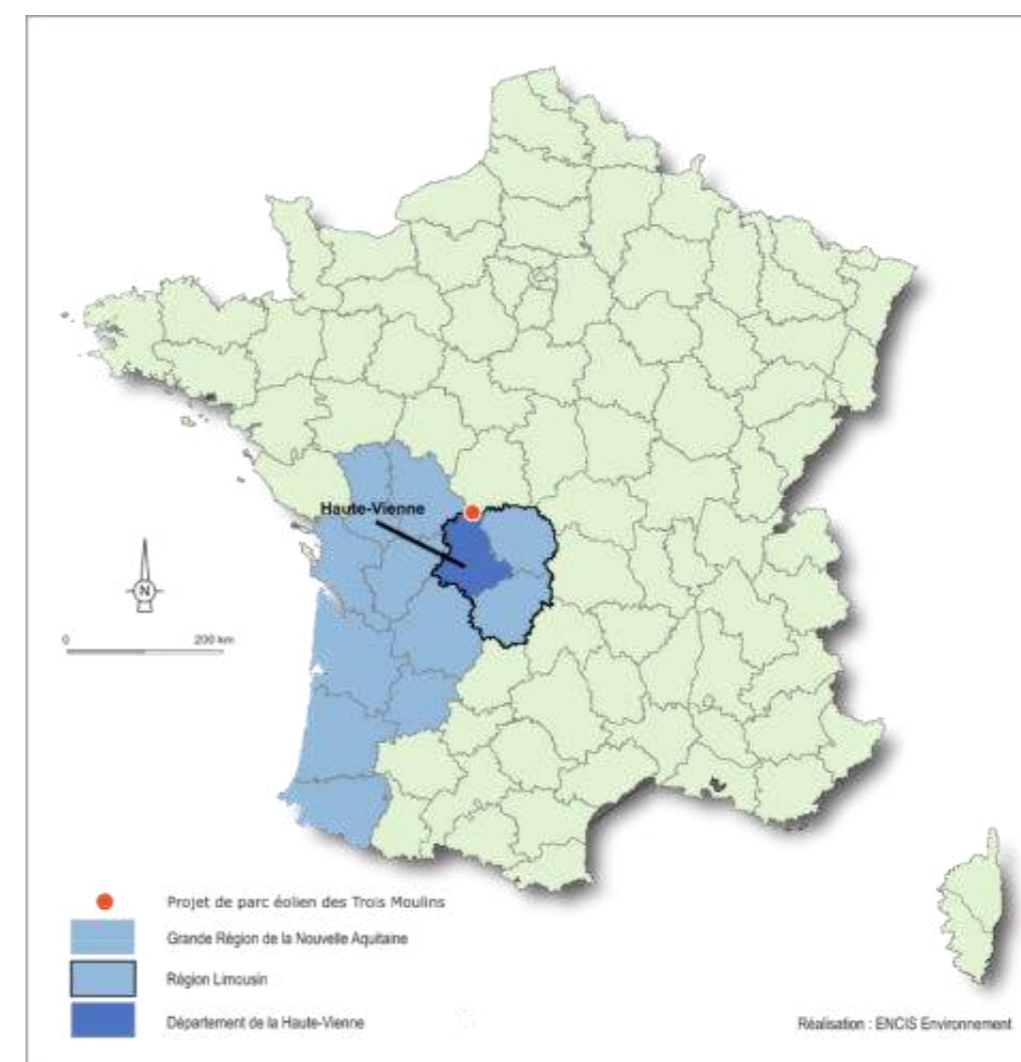 Haute-Vienne
N
0 200 km
Projet de parc éolien des Trois Moulins
Grande Région de la Nouvelle Aquitaine
Région Limousin
Département de la Haute-Vienne
Réalisation : ENCIS Environnement